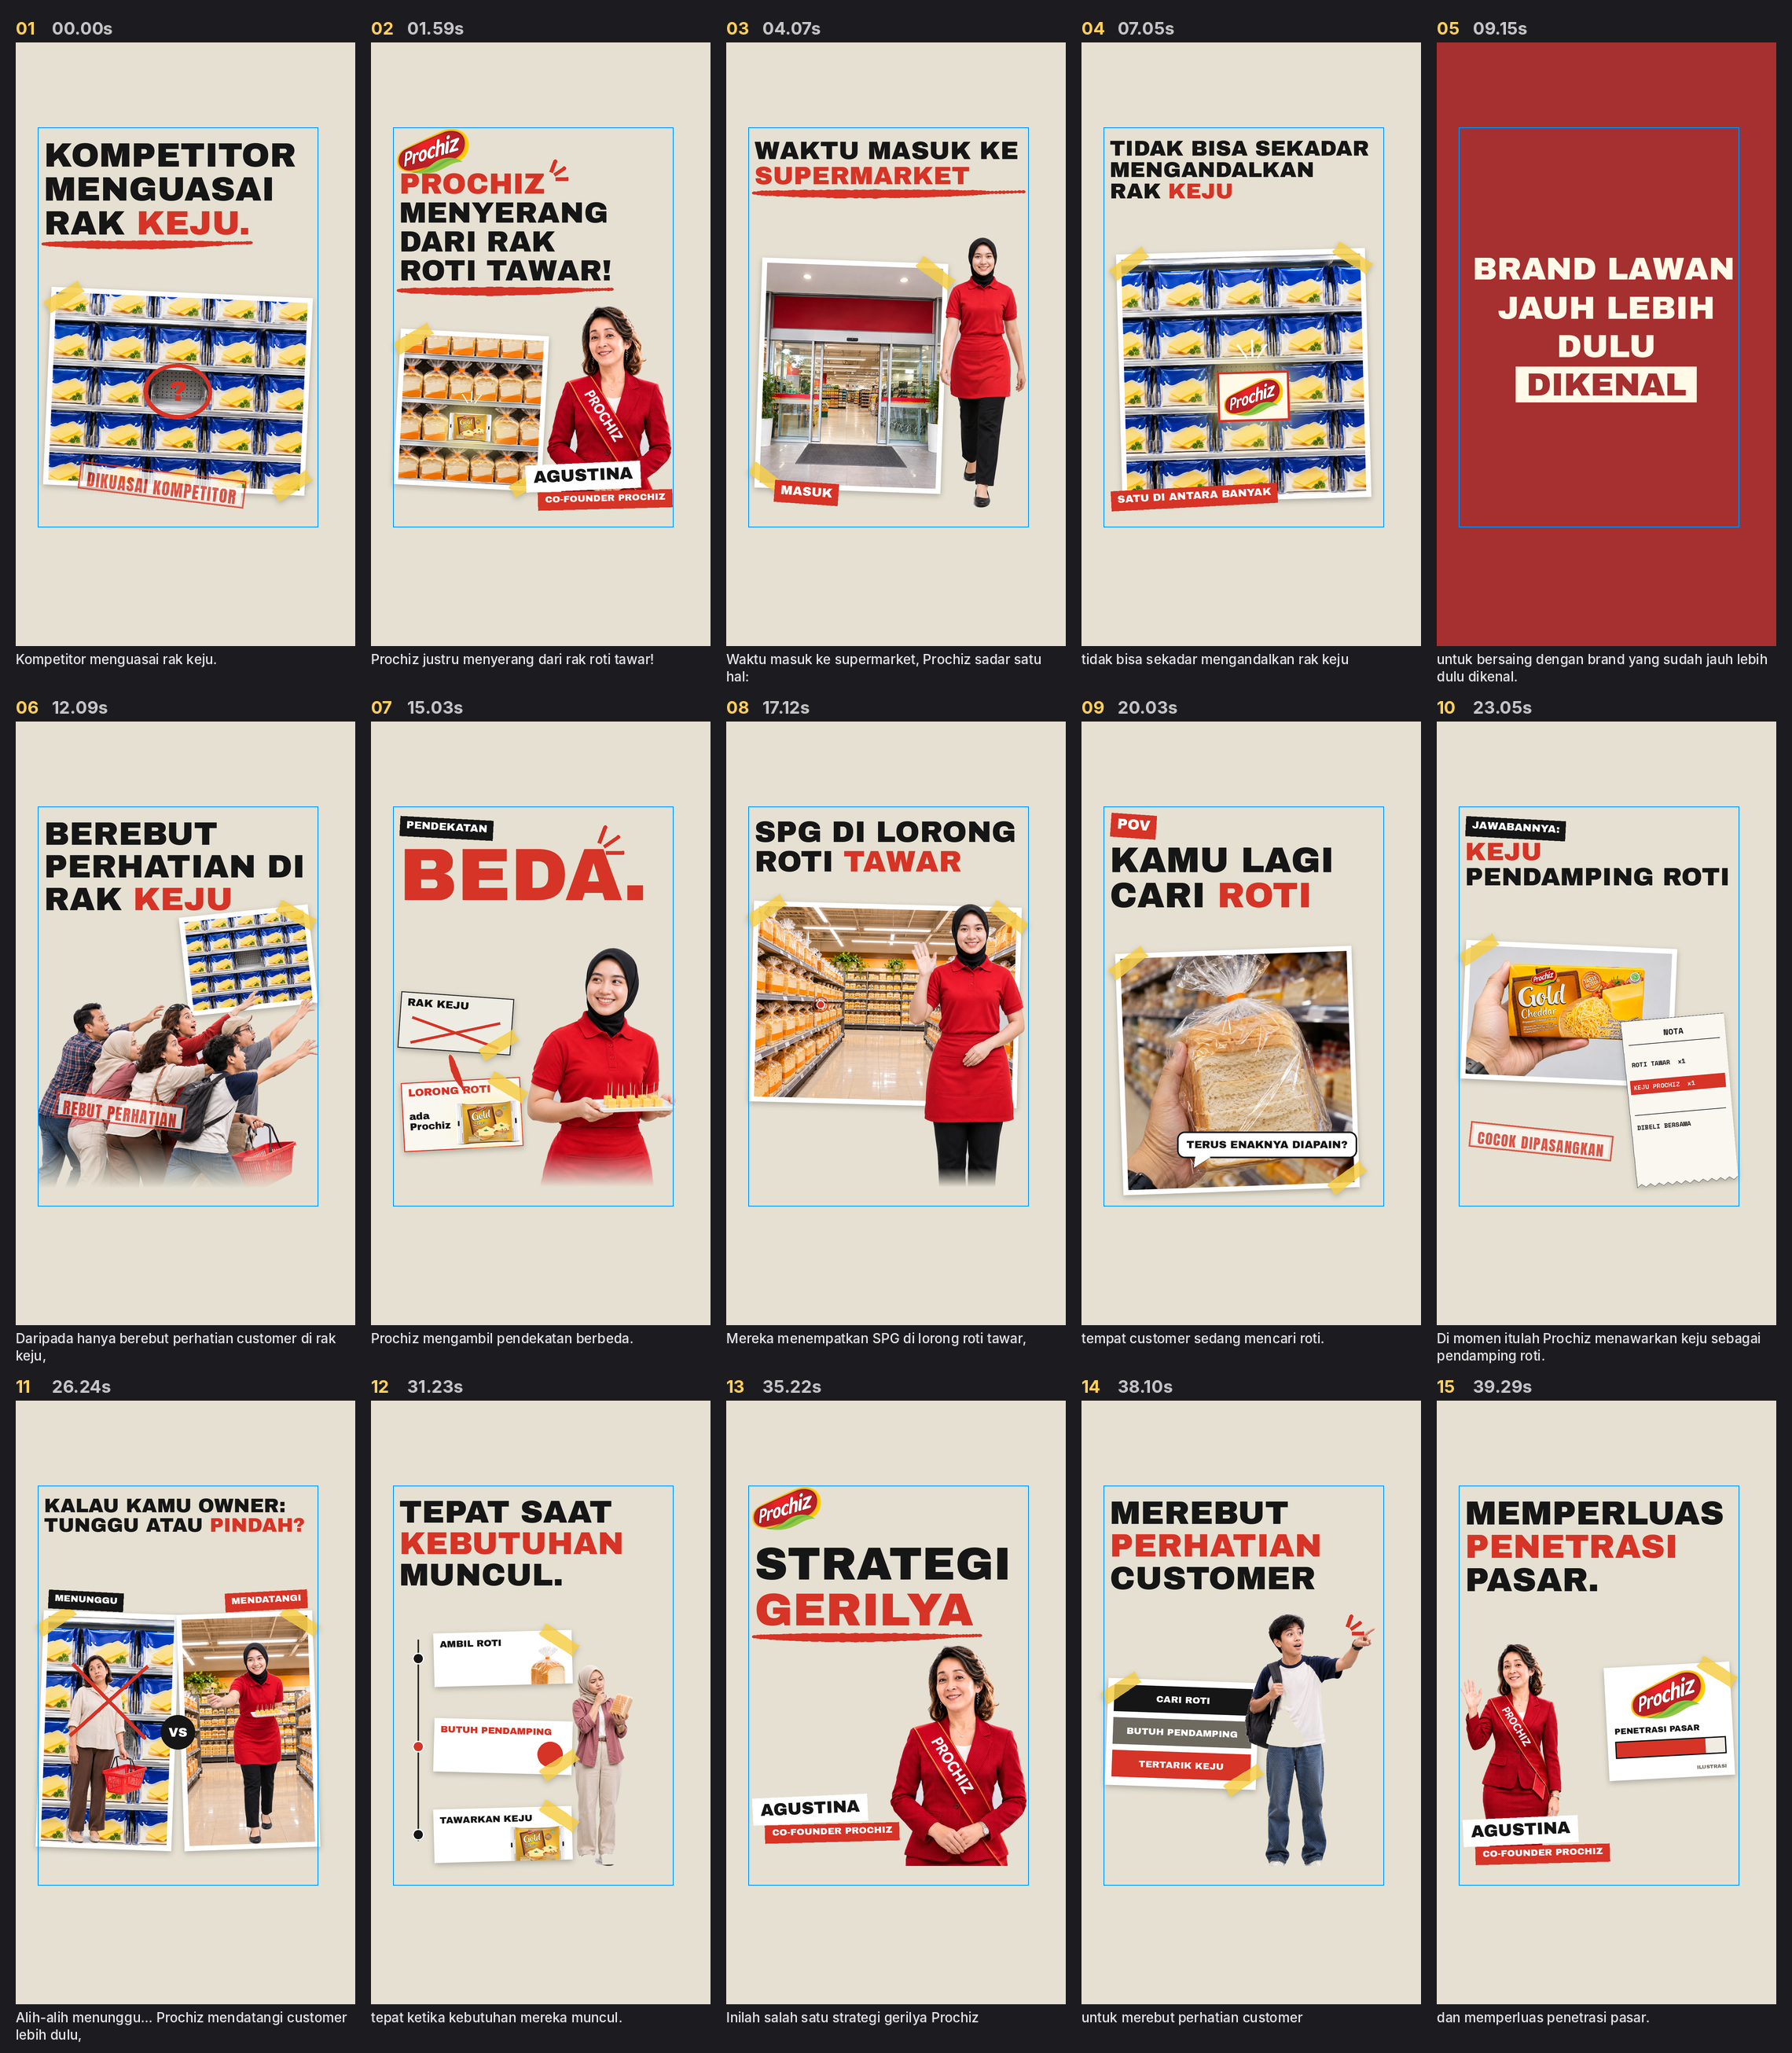 01 00.00s
KOMPETITOR
MENGUASAI
RAK KEJU.
?
DIKUASAI KOMPETITOR
Kompetitor menguasai rak keju.
02 01.59s
Prochiz
PROCHIZ
MENYERANG
DARI RAK
ROTI TAWAR!
Gold
PROCHIZ
AGUSTINA
CO-FOUNDER PROCHIZ
Prochiz justru menyerang dari rak roti tawar!
03 04.07s
WAKTU MASUK KE
SUPERMARKET
MASUK
Waktu masuk ke supermarket, Prochiz sadar satu
hal:
04 07.05s
TIDAK BISA SEKADAR
MENGANDALKAN
RAK KEJU
Prochiz
SATU DI ANTARA BANYAK
tidak bisa sekadar mengandalkan rak keju
05 09.15s
BRAND LAWAN
JAUH LEBIH
DULU
DIKENAL
untuk bersaing dengan brand yang sudah jauh lebih
dulu dikenal.
06 12.09s
BEREBUT
PERHATIAN DI
RAK KEJU
REBUT PERHATIAN
Daripada hanya berebut perhatian customer di rak
keju,
07 15.03s
PENDEKATAN
BEDA.
RAK KEJU
LORONG ROTI
ada
Prochiz
Gold
Prochiz mengambil pendekatan berbeda.
08 17.12s
SPG DI LORONG
ROTI TAWAR
Mereka menempatkan SPG di lorong roti tawar,
09 20.03s
POV
KAMU LAGI
CARI ROTI
TERUS ENAKNYA DIAPAIN?
tempat customer sedang mencari roti.
10 23.05s
JAWABANNYA:
KEJU
PENDAMPING ROTI
Prochiz
Gold
Cheddar
NOTA
ROTI TAWAR x1
KEJU PROCHIZ x1
DIBELI BERSAMA
COCOK DIPASANGKAN
Di momen itulah Prochiz menawarkan keju sebagai
pendamping roti.
11 26.24s
KALAU KAMU OWNER:
TUNGGU ATAU PINDAH?
MENUNGGU
MENDATANGI
VS
Alih-alih menunggu... Prochiz mendatangi customer
lebih dulu,
12 31.23s
TEPAT SAAT
KEBUTUHAN
MUNCUL.
AMBIL ROTI
BUTUH PENDAMPING
TAWARKAN KEJU
Gold
tepat ketika kebutuhan mereka muncul.
13 35.22s
Prochiz
STRATEGI
GERILYA
PROCHIZ
AGUSTINA
CO-FOUNDER PROCHIZ
Inilah salah satu strategi gerilya Prochiz
14 38.10s
MEREBUT
PERHATIAN
CUSTOMER
CARI ROTI
BUTUH PENDAMPING
TERTARIK KEJU
untuk merebut perhatian customer
15 39.29s
MEMPERLUAS
PENETRASI
PASAR.
PROCHIZ
Prochiz
PENETRASI PASAR
ILUSTRASI
AGUSTINA
CO-FOUNDER PROCHIZ
dan memperluas penetrasi pasar.